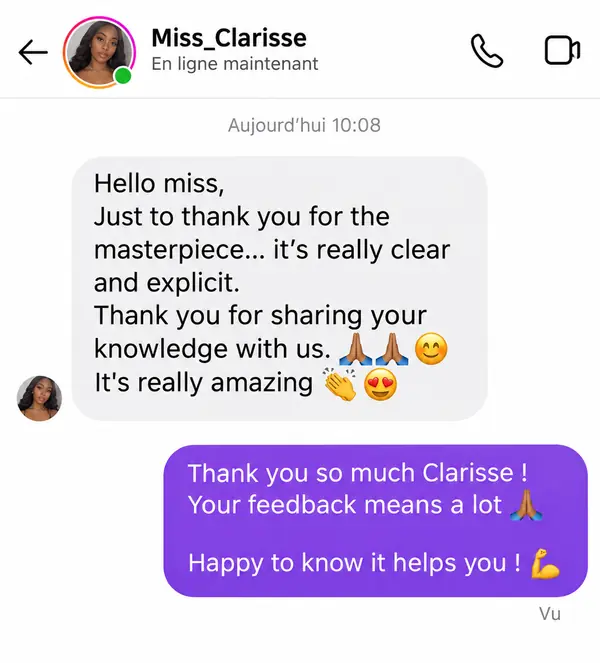 Miss_Clarisse
En ligne maintenant
Aujourd'hui 10:08
Hello miss,
Just to thank you for the
masterpiece... it’s really clear
and explicit.
Thank you for sharing your
knowledge with us. 🙏🏾🙏🏾😊
It's really amazing 👏😍
Thank you so much Clarisse !
Your feedback means a lot 🙏🏾
Happy to know it helps you ! 💪
Vu